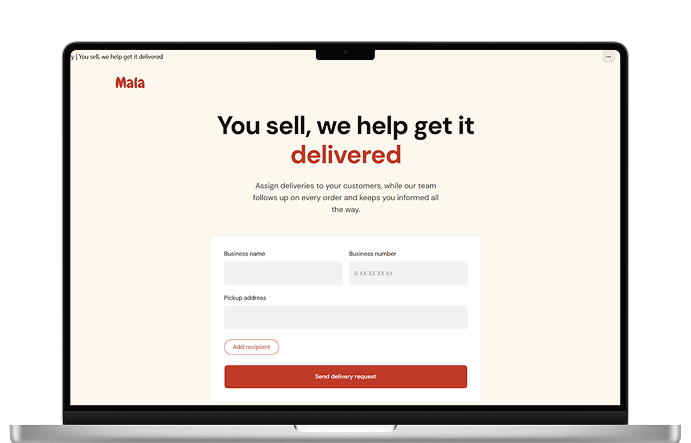 y | You sell, we help get it delivered
Mala
You sell, we help get it
delivered
Assign deliveries to your customers, while our team
follows up on every order and keeps you informed all
the way.
Business name
Business number
6 XX XX XX XX
Pickup address
Add recipient
Send delivery request